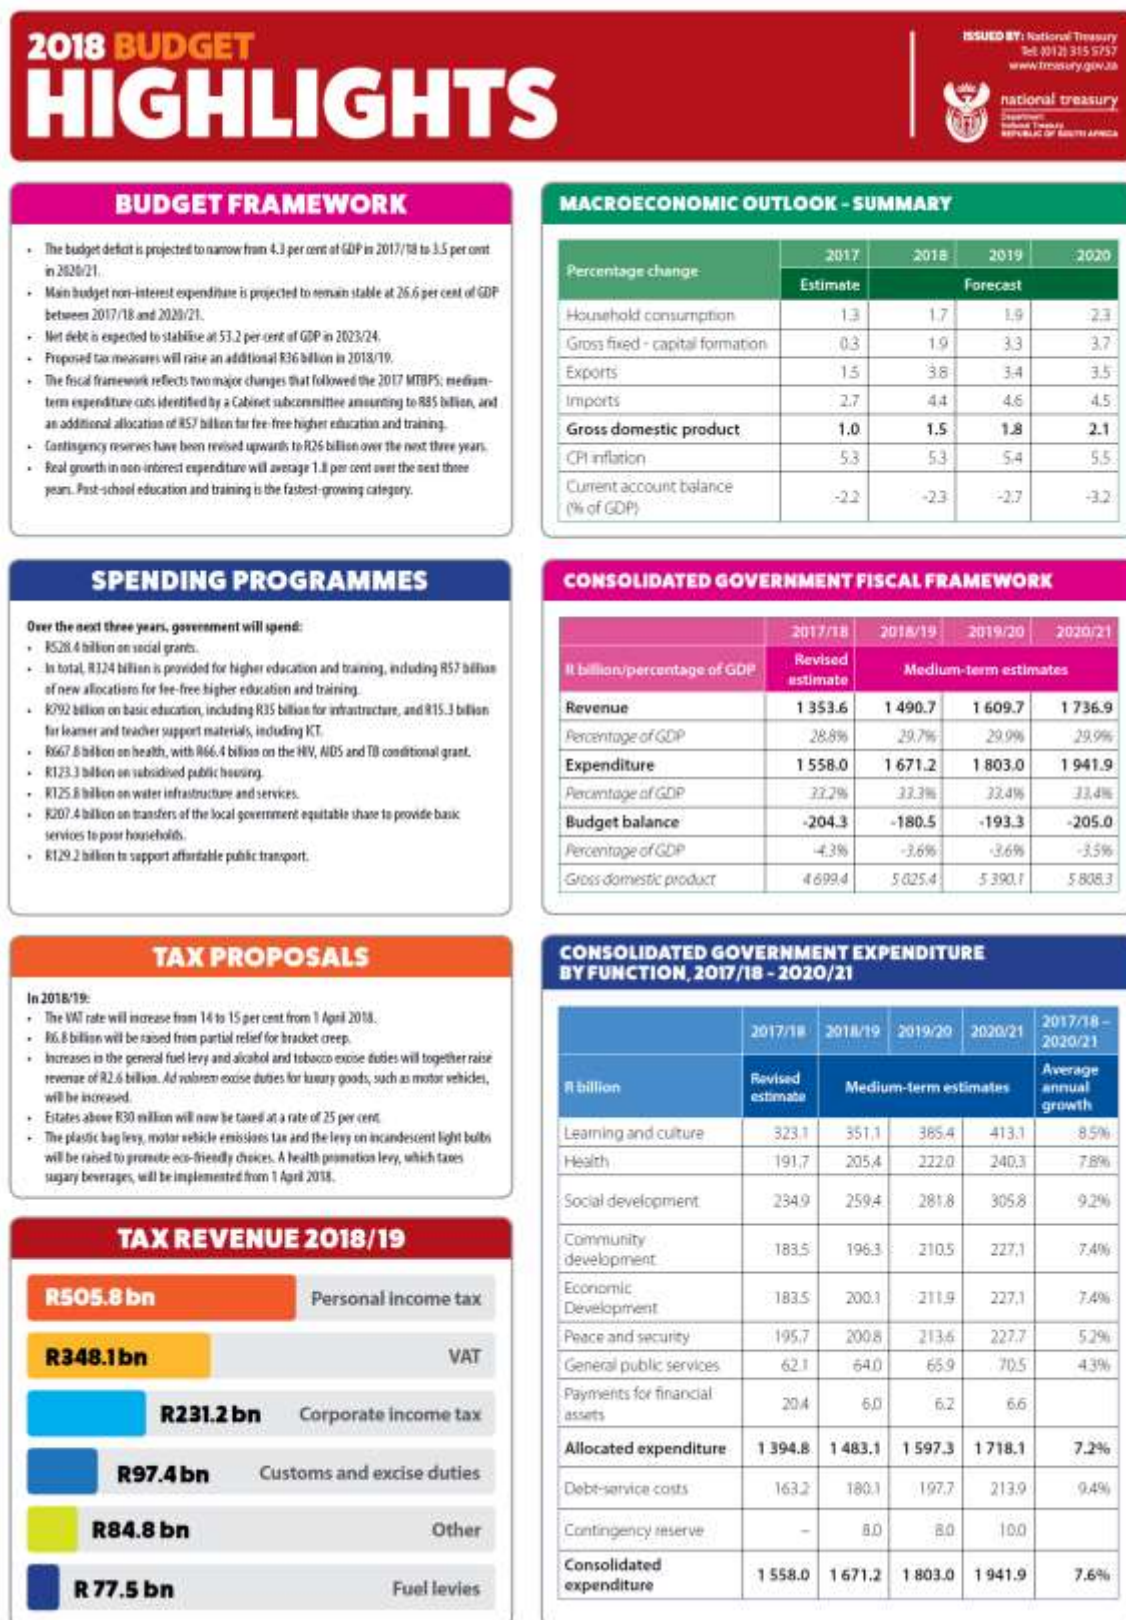 2018 BUDGET
HIGHLIGHTS
ISSUED BY: National Treasury
Tel: (012) 315 5757
www.treasury.gov.za
national treasury
Department:
National Treasury
REPUBLIC OF SOUTH AFRICA
BUDGET FRAMEWORK
• The budget deficit is projected to narrow from 4.3 per cent of GDP in 2017/18 to 3.5 per cent
in 2020/21.
• Main budget non-interest expenditure is projected to remain stable at 26.6 per cent of GDP
between 2017/18 and 2020/21.
• Net debt is expected to stabilise at 53.2 per cent of GDP in 2023/24.
• Proposed tax measures will raise an additional R36 billion in 2018/19.
• The fiscal framework reflects two major changes that followed the 2017 MTBPS: medium-
term expenditure cuts identified by a Cabinet subcommittee amounting to R85 billion, and
an additional allocation of R57 billion for fee-free higher education and training.
• Contingency reserves have been revised upwards to R26 billion over the next three years.
• Real growth in non-interest expenditure will average 1.8 per cent over the next three
years. Post-school education and training is the fastest-growing category.
MACROECONOMIC OUTLOOK - SUMMARY
Percentage change 2017 2018 2019 2020
Estimate Forecast
Household consumption 1.3 1.7 1.9 2.3
Gross fixed - capital formation 0.3 1.9 3.3 3.7
Exports 1.5 3.8 3.4 3.5
Imports 2.7 4.4 4.6 4.5
Gross domestic product 1.0 1.5 1.8 2.1
CPI inflation 5.3 5.3 5.4 5.5
Current account balance
(% of GDP) -2.2 -2.3 -2.7 -3.2
SPENDING PROGRAMMES
Over the next three years, government will spend:
• R528.4 billion on social grants.
• In total, R324 billion is provided for higher education and training, including R57 billion
of new allocations for fee-free higher education and training.
• R792 billion on basic education, including R35 billion for infrastructure, and R15.3 billion
for learner and teacher support materials, including ICT.
• R667.8 billion on health, with R66.4 billion on the HIV, AIDS and TB conditional grant.
• R123.3 billion on subsidised public housing.
• R125.8 billion on water infrastructure and services.
• R207.4 billion on transfers of the local government equitable share to provide basic
services to poor households.
• R129.2 billion to support affordable public transport.
CONSOLIDATED GOVERNMENT FISCAL FRAMEWORK
2017/18 2018/19 2019/20 2020/21
R billion/percentage of GDP Revised
estimate Medium-term estimates
Revenue 1 353.6 1 490.7 1 609.7 1 736.9
Percentage of GDP 28.8% 29.7% 29.9% 29.9%
Expenditure 1 558.0 1 671.2 1 803.0 1 941.9
Percentage of GDP 33.2% 33.3% 33.4% 33.4%
Budget balance -204.3 -180.5 -193.3 -205.0
Percentage of GDP -4.3% -3.6% -3.6% -3.5%
Gross domestic product 4 699.4 5 025.4 5 390.1 5 808.3
TAX PROPOSALS
In 2018/19:
• The VAT rate will increase from 14 to 15 per cent from 1 April 2018.
• R6.8 billion will be raised from partial relief for bracket creep.
• Increases in the general fuel levy and alcohol and tobacco excise duties will together raise
revenue of R2.6 billion. Ad valorem excise duties for luxury goods, such as motor vehicles,
will be increased.
• Estates above R30 million will now be taxed at a rate of 25 per cent.
• The plastic bag levy, motor vehicle emissions tax and the levy on incandescent light bulbs
will be raised to promote eco-friendly choices. A health promotion levy, which taxes
sugary beverages, will be implemented from 1 April 2018.
TAX REVENUE 2018/19
R505.8 bn Personal income tax
R348.1 bn VAT
R231.2 bn Corporate income tax
R97.4 bn Customs and excise duties
R84.8 bn Other
R 77.5 bn Fuel levies
CONSOLIDATED GOVERNMENT EXPENDITURE
BY FUNCTION, 2017/18 - 2020/21
2017/18 2018/19 2019/20 2020/21 2017/18 –
2020/21
R billion Revised
estimate Medium-term estimates Average
annual
growth
Learning and culture 323.1 351.1 385.4 413.1 8.5%
Health 191.7 205.4 222.0 240.3 7.8%
Social development 234.9 259.4 281.8 305.8 9.2%
Community
development 183.5 196.3 210.5 227.1 7.4%
Economic
Development 183.5 200.1 211.9 227.1 7.4%
Peace and security 195.7 200.8 213.6 227.7 5.2%
General public services 62.1 64.0 65.9 70.5 4.3%
Payments for financial
assets 20.4 6.0 6.2 6.6
Allocated expenditure 1 394.8 1 483.1 1 597.3 1 718.1 7.2%
Debt-service costs 163.2 180.1 197.7 213.9 9.4%
Contingency reserve – 8.0 8.0 10.0
Consolidated
expenditure 1 558.0 1 671.2 1 803.0 1 941.9 7.6%